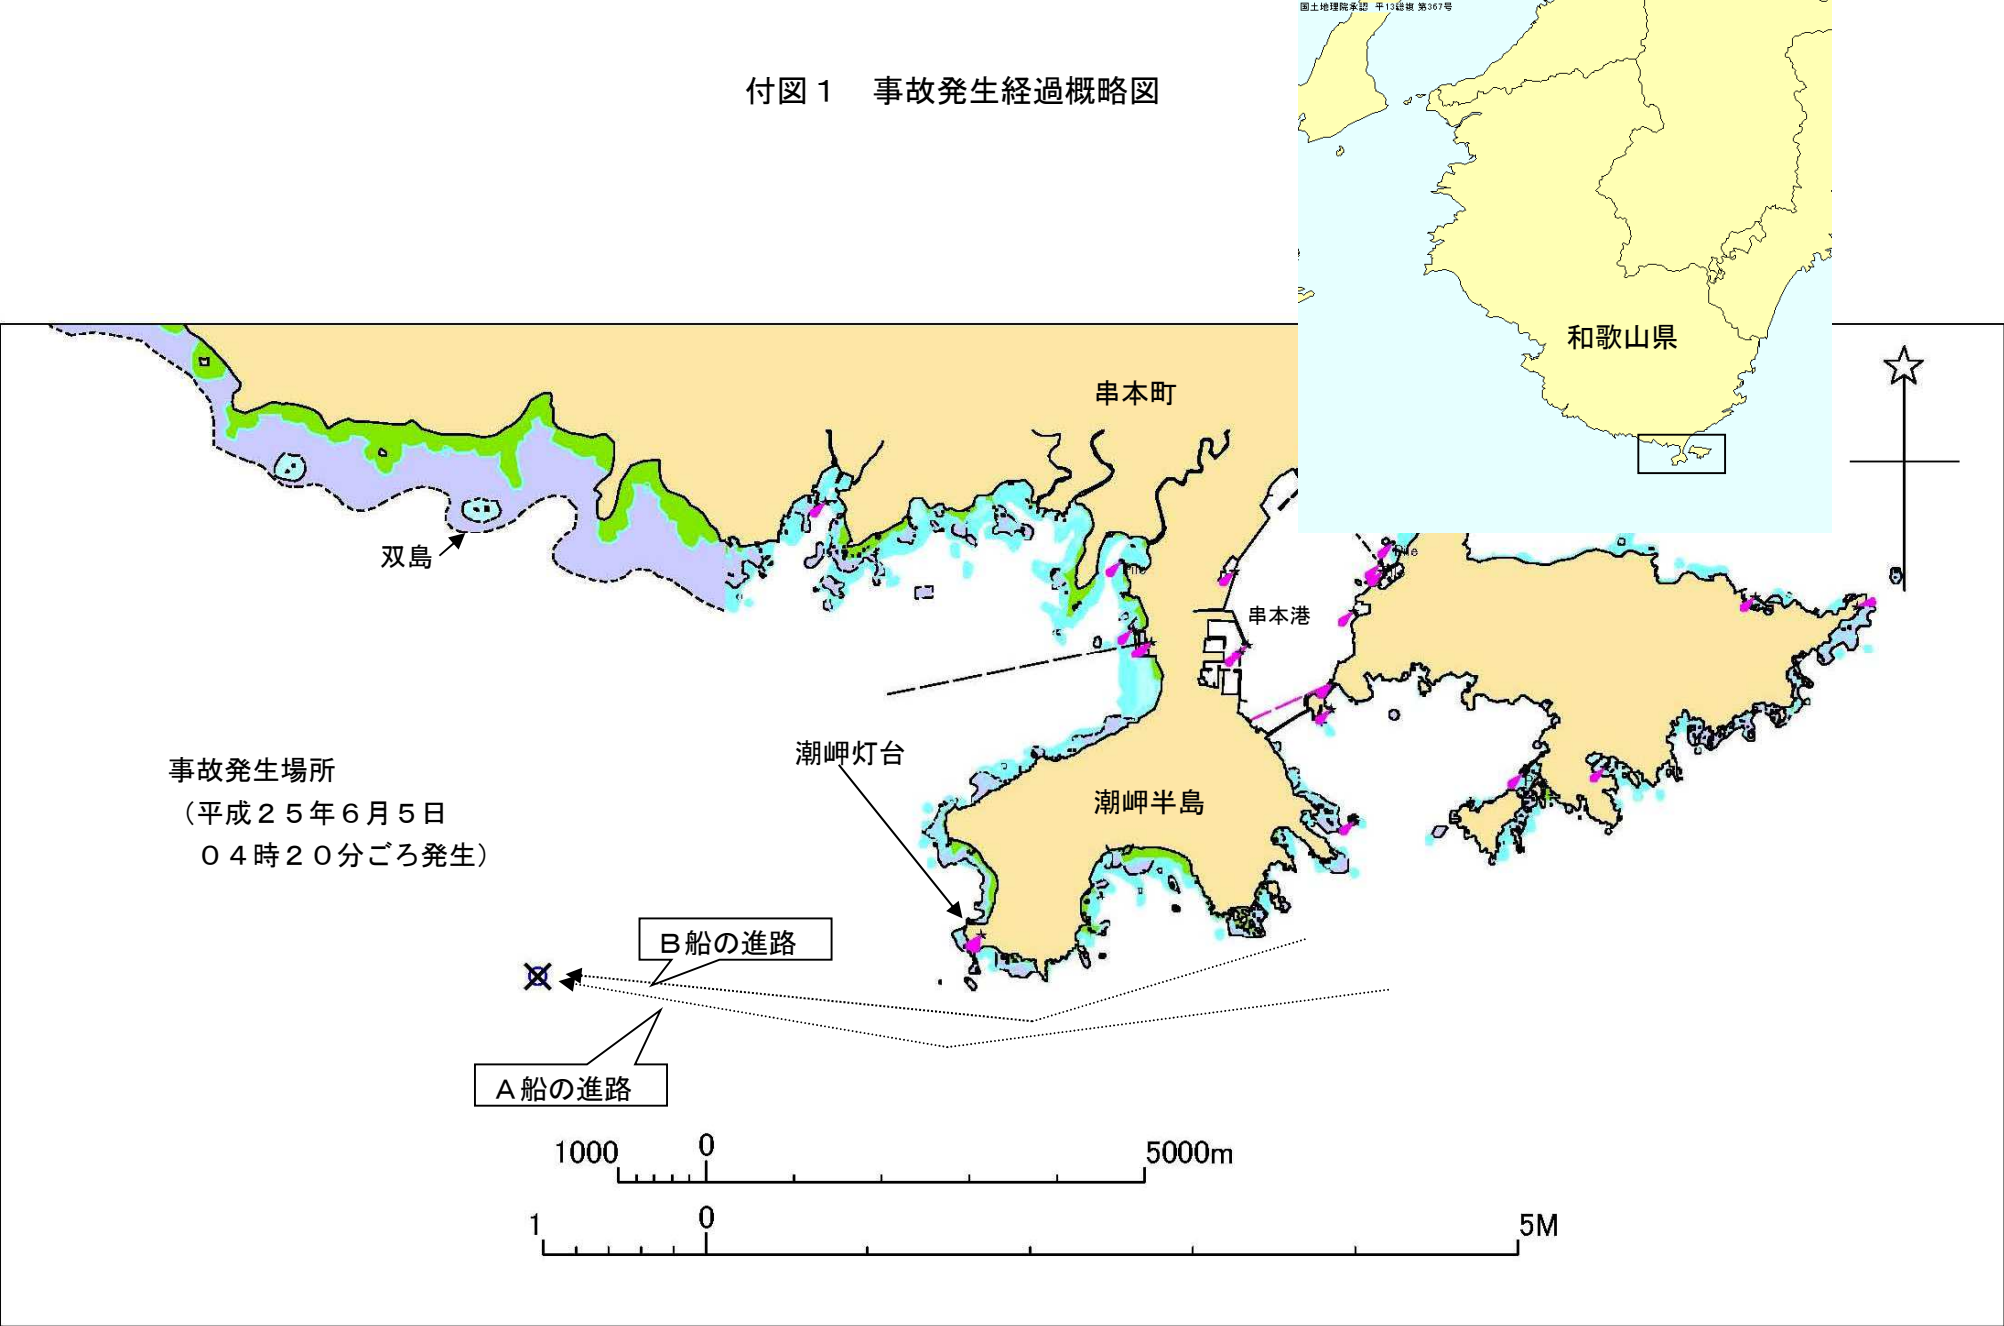 国土地理院承認 平13総複 第367号
付図１　事故発生経過概略図
和歌山県
串本町
双島
串本港
潮岬灯台
事故発生場所
（平成２５年６月５日
０４時２０分ごろ発生）
潮岬半島
Ｂ船の進路
Ａ船の進路
1000 0 5000m
1 0 5M